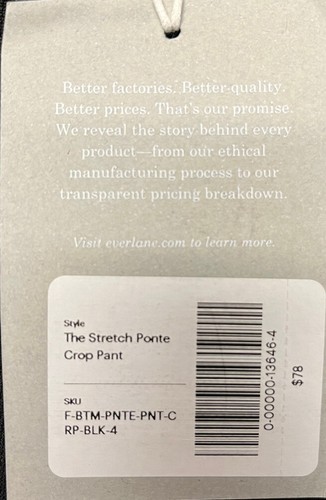 Better factories. Better quality.
Better prices. That's our promise.
We reveal the story behind every
product—from our ethical
manufacturing process to our
transparent pricing breakdown.
Visit everlane.com to learn more.
Style
The Stretch Ponte
Crop Pant
SKU
F-BTM-PNTE-PNT-C
RP-BLK-4
0-00000-13646-4
$78